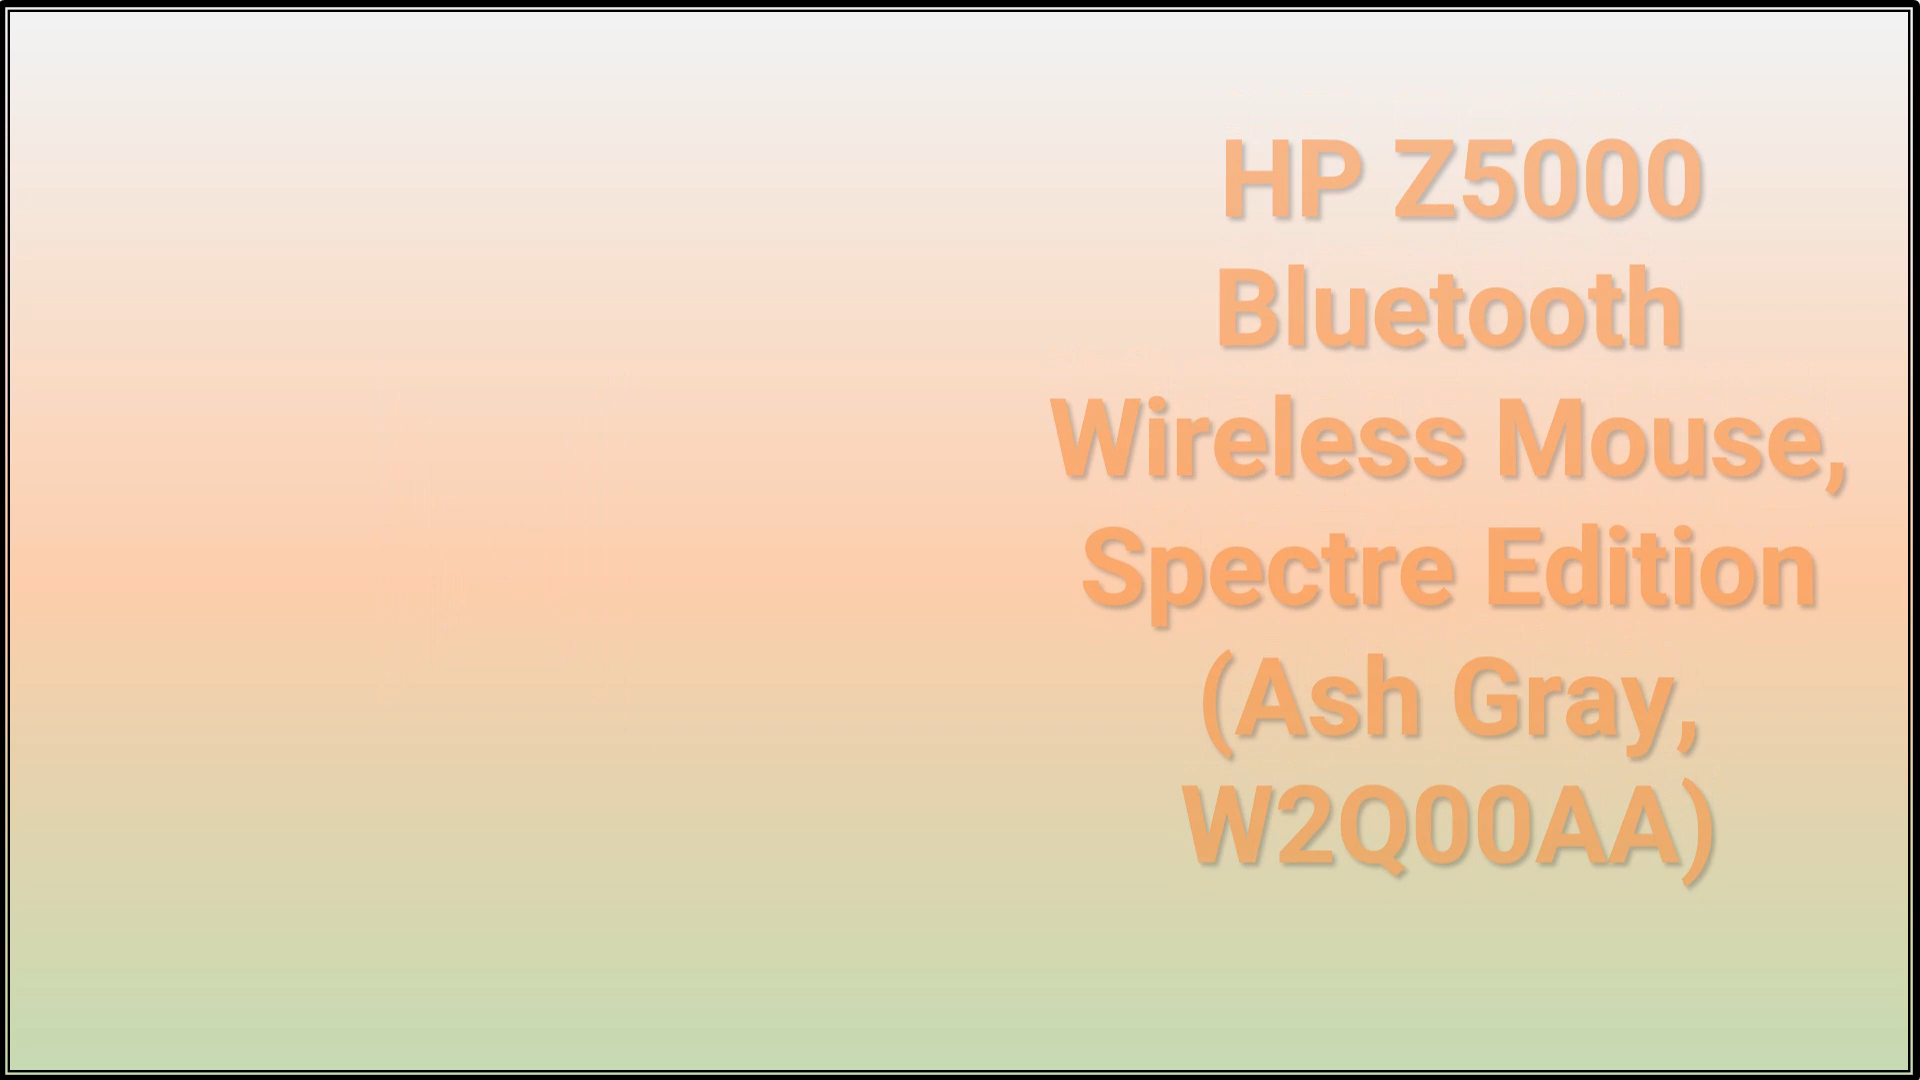 HP Z5000
Bluetooth
Wireless Mouse,
Spectre Edition
(Ash Gray,
W2Q00AA)